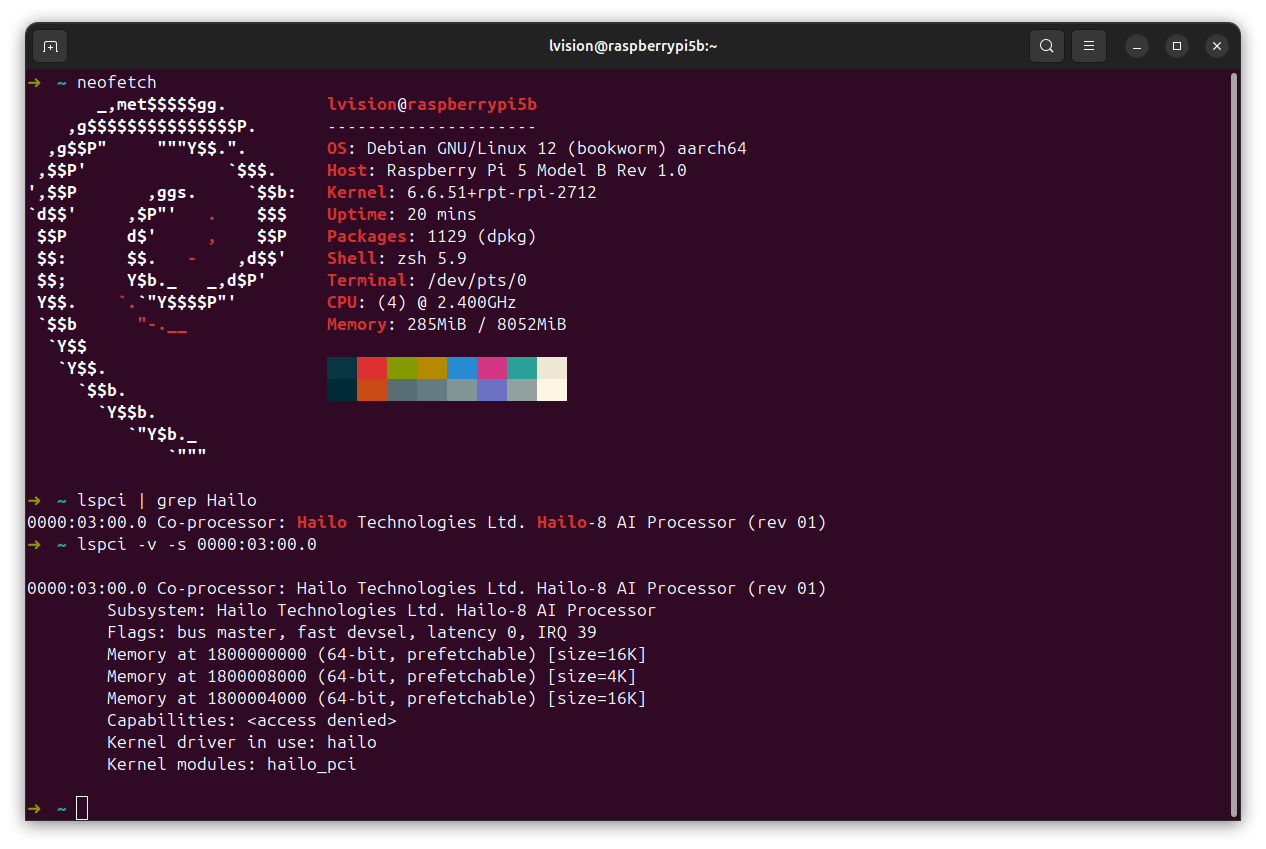 lvision@raspberrypi5b:~
➜  ~ neofetch
       _,met$$$$$gg.          lvision@raspberrypi5b
    ,g$$$$$$$$$$$$$$$P.       ---------------------
  ,g$$P"     """Y$$.".        OS: Debian GNU/Linux 12 (bookworm) aarch64
 ,$$P'              `$$$.     Host: Raspberry Pi 5 Model B Rev 1.0
',$$P       ,ggs.     `$$b:   Kernel: 6.6.51+rpt-rpi-2712
`d$$'     ,$P"'   .    $$$    Uptime: 20 mins
 $$P      d$'     ,    $$P    Packages: 1129 (dpkg)
 $$:      $$.   -    ,d$$'    Shell: zsh 5.9
 $$;      Y$b._   _,d$P'      Terminal: /dev/pts/0
 Y$$.    `.`"Y$$$$P"'         CPU: (4) @ 2.400GHz
 `$$b      "-.__              Memory: 285MiB / 8052MiB
  `Y$$
   `Y$$.
     `$$b.
       `Y$$b.
          `"Y$b._
              `"""
➜  ~ lspci | grep Hailo
0000:03:00.0 Co-processor: Hailo Technologies Ltd. Hailo-8 AI Processor (rev 01)
➜  ~ lspci -v -s 0000:03:00.0
0000:03:00.0 Co-processor: Hailo Technologies Ltd. Hailo-8 AI Processor (rev 01)
        Subsystem: Hailo Technologies Ltd. Hailo-8 AI Processor
        Flags: bus master, fast devsel, latency 0, IRQ 39
        Memory at 1800000000 (64-bit, prefetchable) [size=16K]
        Memory at 1800008000 (64-bit, prefetchable) [size=4K]
        Memory at 1800004000 (64-bit, prefetchable) [size=16K]
        Capabilities: <access denied>
        Kernel driver in use: hailo
        Kernel modules: hailo_pci
➜  ~